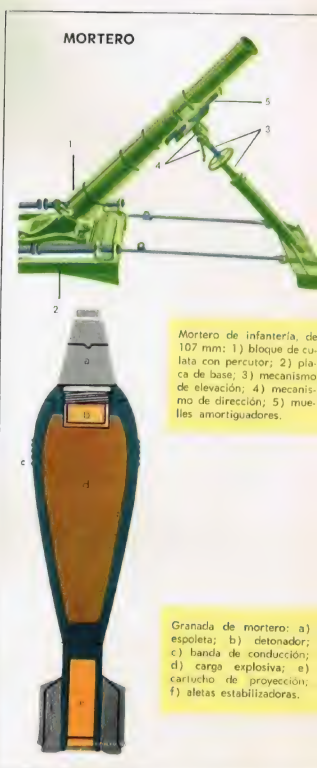 MORTERO
5
3
4
1
2
a
b
c
d
e
Mortero de infantería, de
107 mm: 1) bloque de cu-
lata con percutor; 2) pla-
ca de base; 3) mecanismo
de elevación; 4) mecanis-
mo de dirección; 5) mue-
lles amortiguadores.
Granada de mortero: a)
espoleta; b) detonador;
c) banda de conducción;
d) carga explosiva; e)
cartucho de proyección;
f) aletas estabilizadoras.